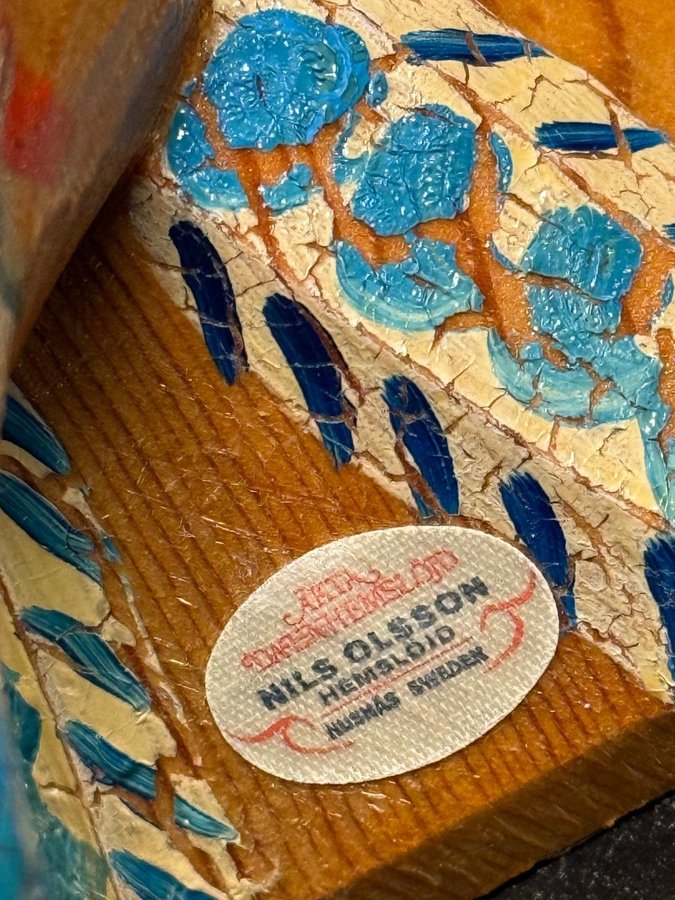 ÄKTA
DALAHEMSLÖJD
NILS OLSSON
HEMSLÖJD
NUSNÄS SWEDEN